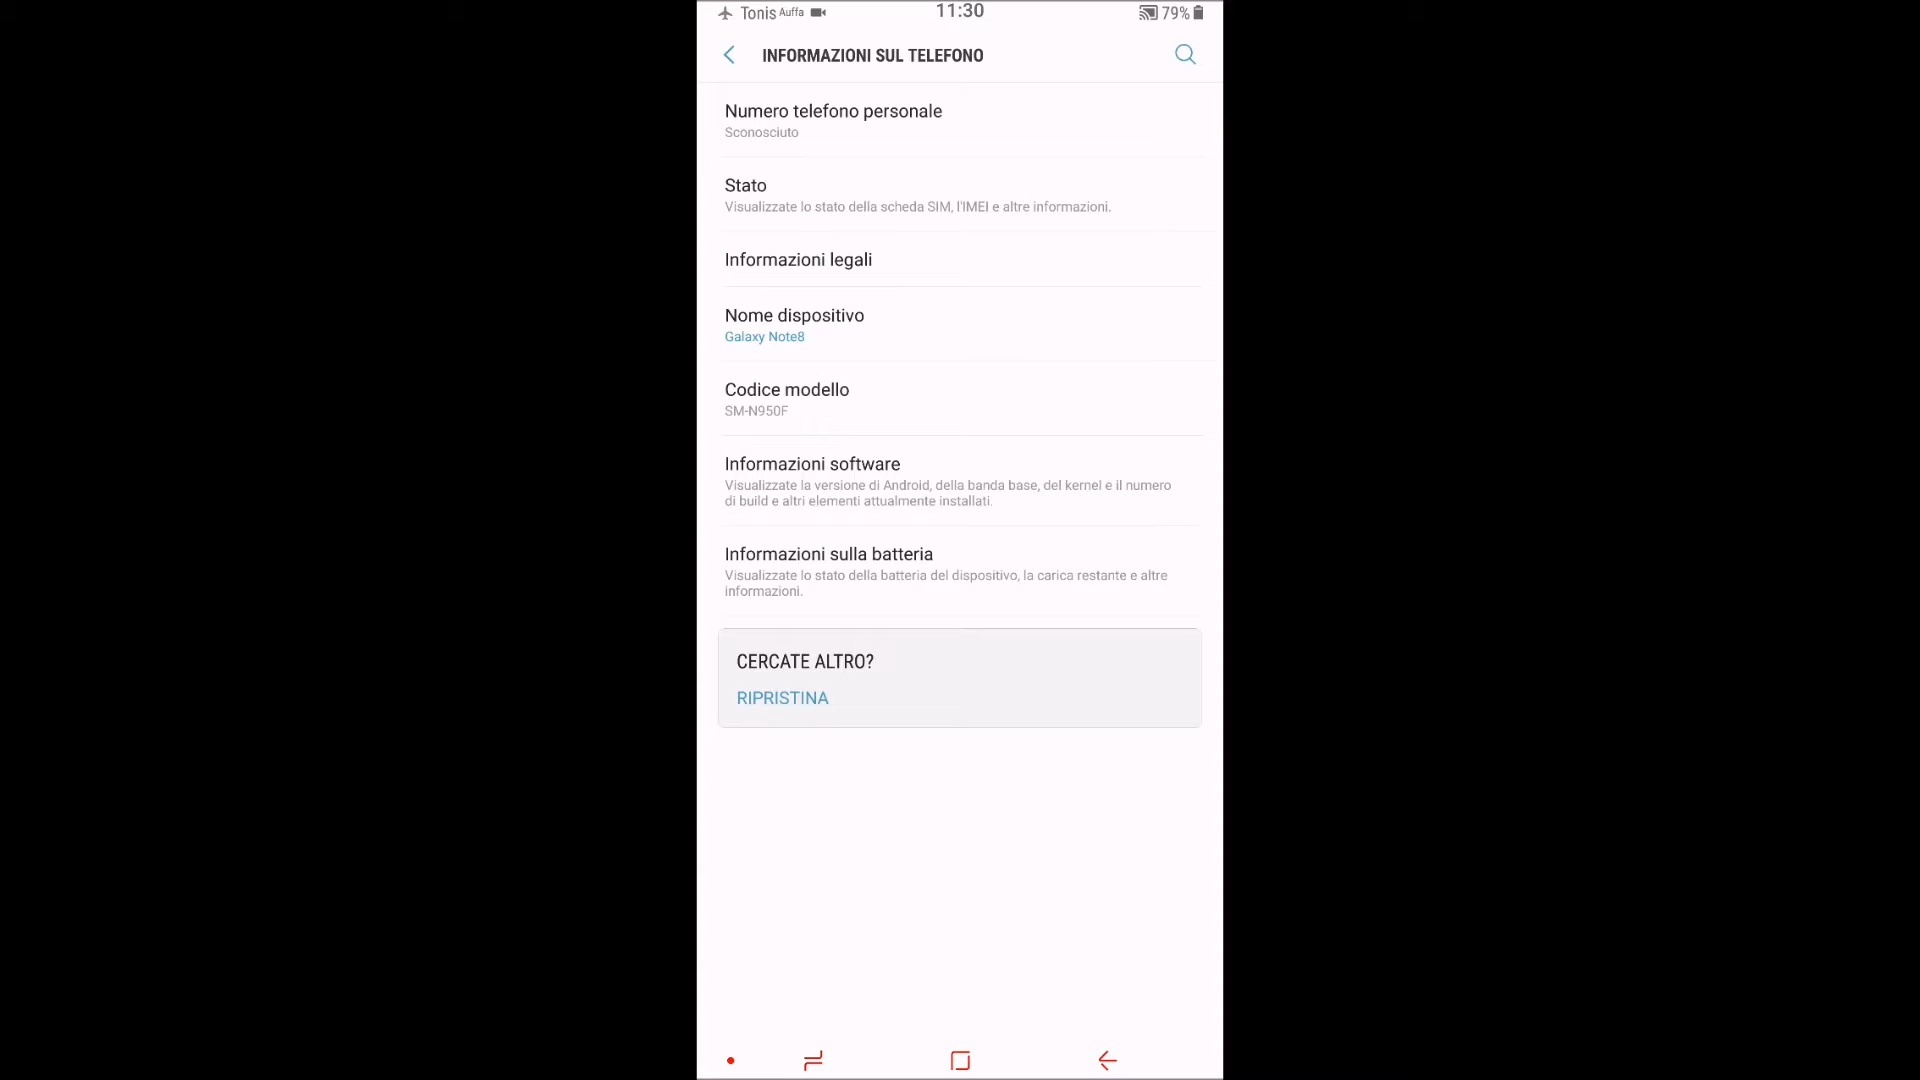 Tonis Auffa 11:30 79%
INFORMAZIONI SUL TELEFONO
Numero telefono personale
Sconosciuto
Stato
Visualizzate lo stato della scheda SIM, l'IMEI e altre informazioni.
Informazioni legali
Nome dispositivo
Galaxy Note8
Codice modello
SM-N950F
Informazioni software
Visualizzate la versione di Android, della banda base, del kernel e il numero
di build e altri elementi attualmente installati.
Informazioni sulla batteria
Visualizzate lo stato della batteria del dispositivo, la carica restante e altre
informazioni.
CERCATE ALTRO?
RIPRISTINA